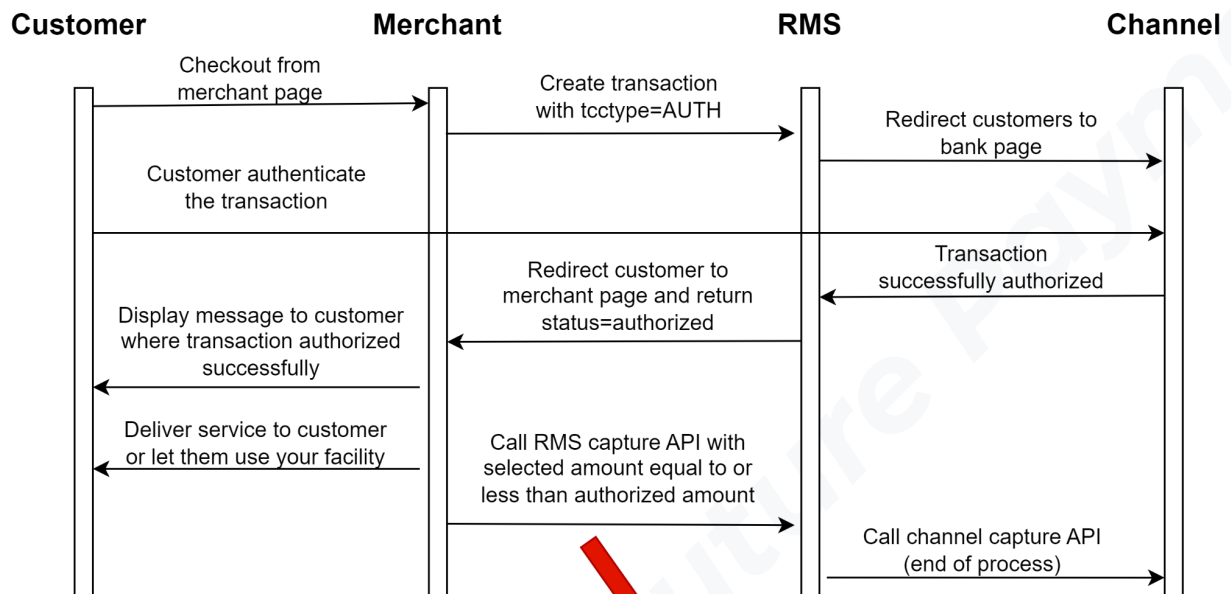 Customer
Merchant
RMS
Channel
Checkout from
merchant page
Create transaction
with tcctype=AUTH
Redirect customers to
bank page
Customer authenticate
the transaction
Transaction
successfully authorized
Redirect customer to
merchant page and return
status=authorized
Display message to customer
where transaction authorized
successfully
Deliver service to customer
or let them use your facility
Call RMS capture API with
selected amount equal to or
less than authorized amount
Call channel capture API
(end of process)